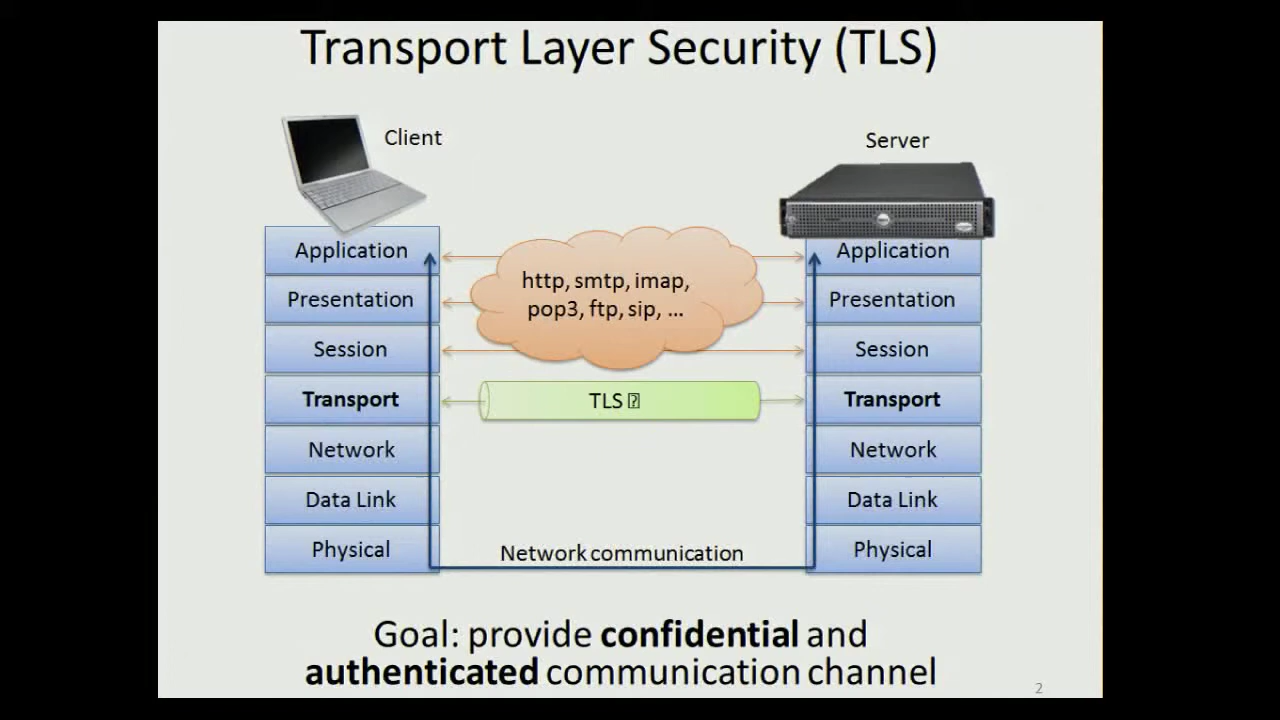 Transport Layer Security (TLS)
Client
Server
Application
Application
http, smtp, imap,
pop3, ftp, sip, ...
Presentation
Presentation
Session
Session
Transport
TLS
Transport
Network
Network
Data Link
Data Link
Physical
Network communication
Physical
Goal: provide confidential and
authenticated communication channel
2